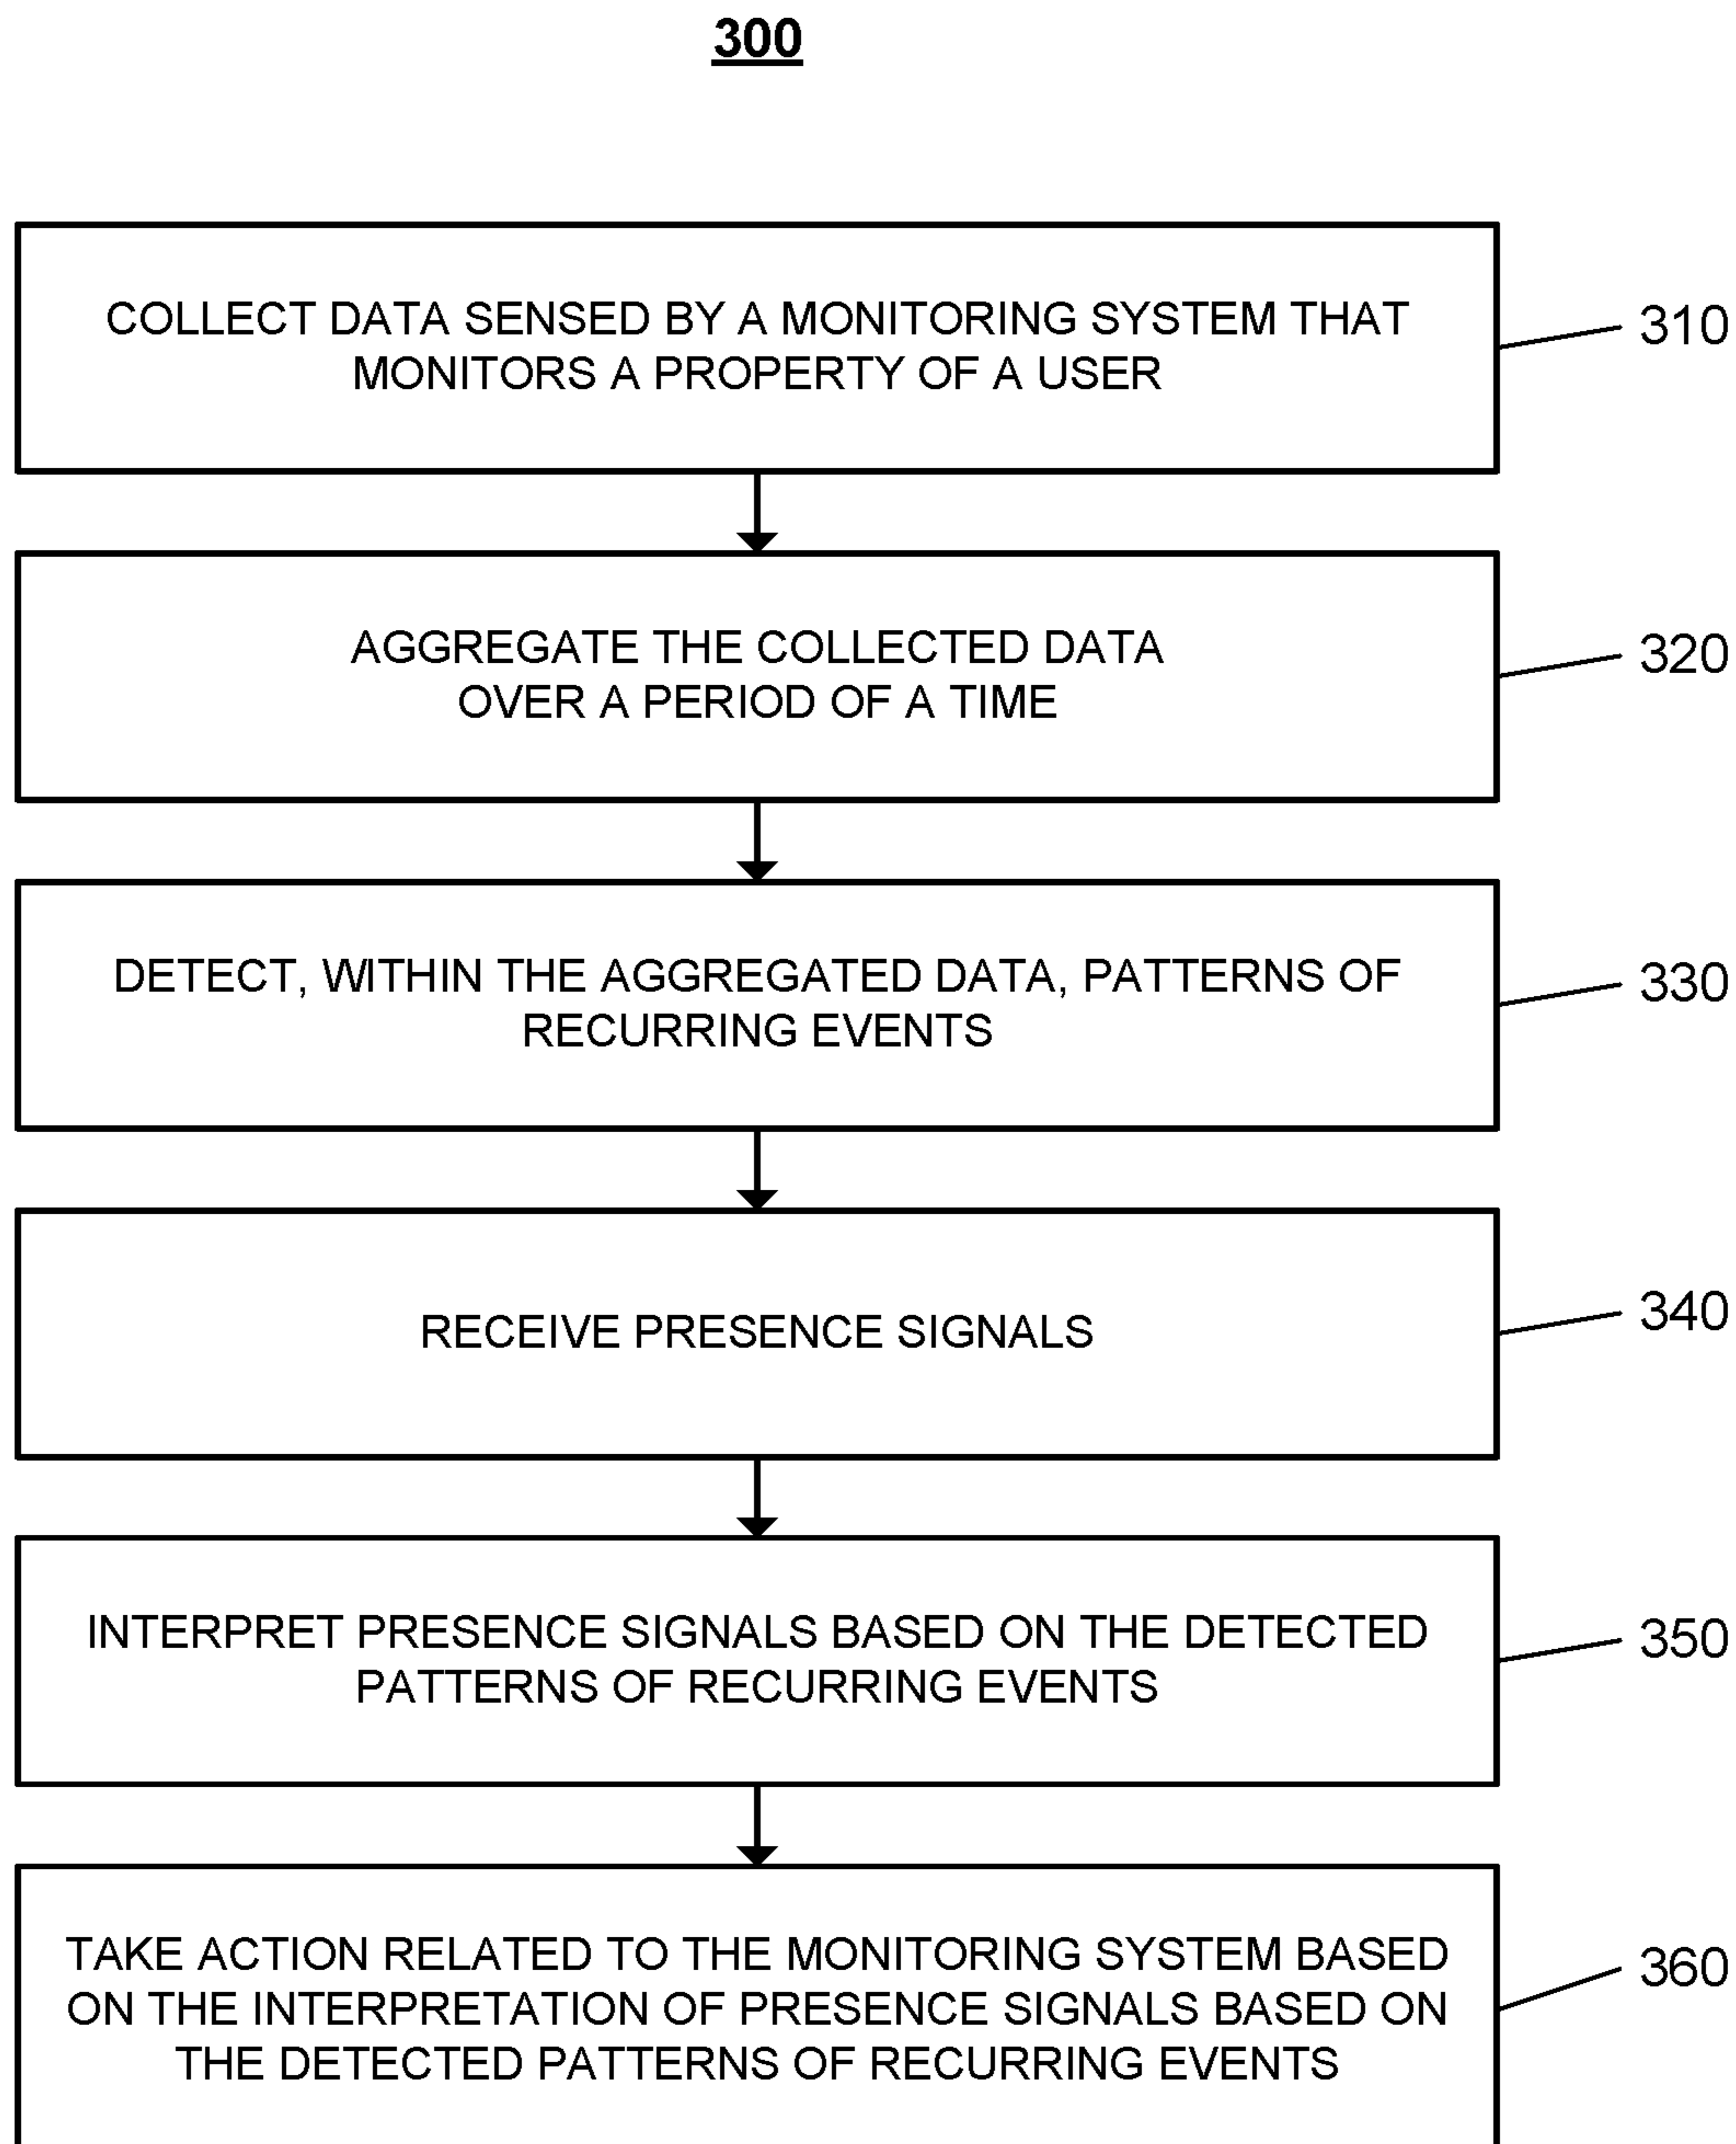 300
COLLECT DATA SENSED BY A MONITORING SYSTEM THAT
MONITORS A PROPERTY OF A USER
310
AGGREGATE THE COLLECTED DATA
OVER A PERIOD OF A TIME
320
DETECT, WITHIN THE AGGREGATED DATA, PATTERNS OF
RECURRING EVENTS
330
RECEIVE PRESENCE SIGNALS
340
INTERPRET PRESENCE SIGNALS BASED ON THE DETECTED
PATTERNS OF RECURRING EVENTS
350
TAKE ACTION RELATED TO THE MONITORING SYSTEM BASED
ON THE INTERPRETATION OF PRESENCE SIGNALS BASED ON
THE DETECTED PATTERNS OF RECURRING EVENTS
360